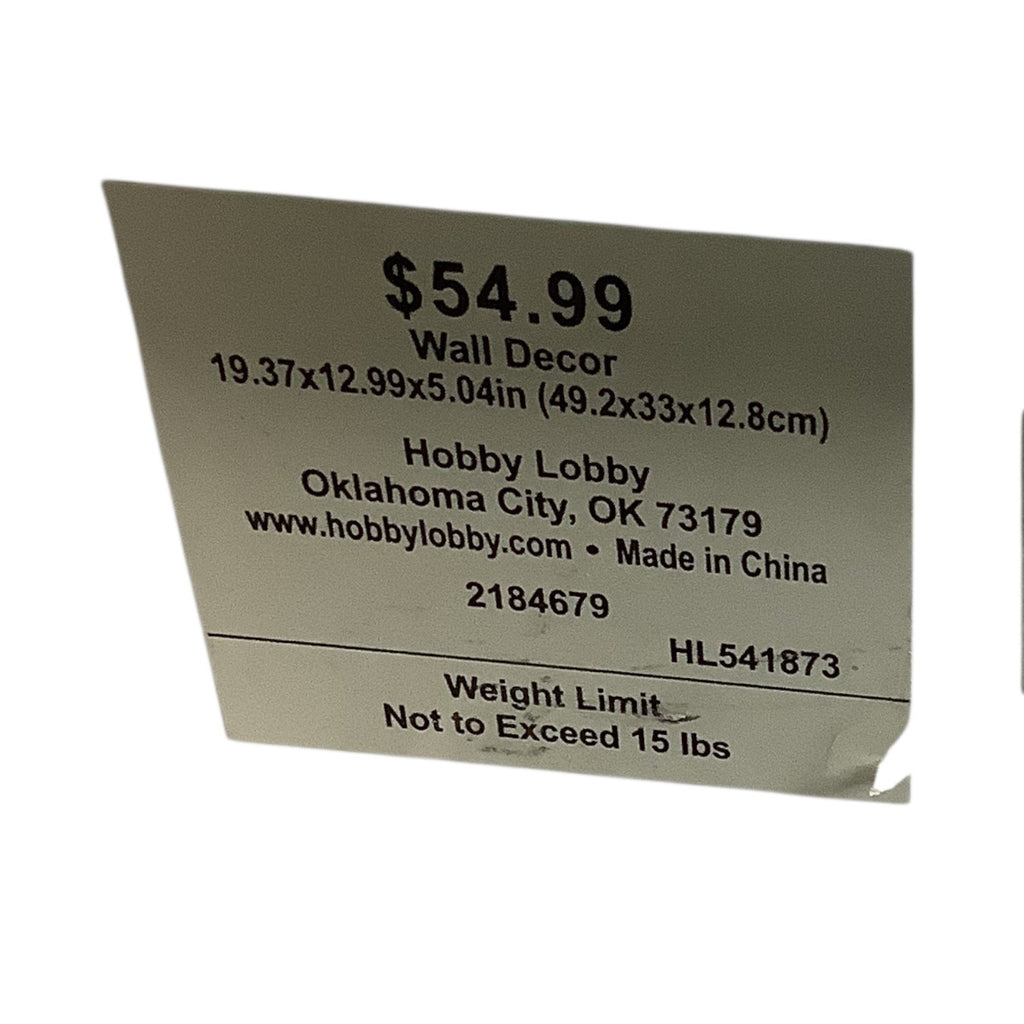 $54.99
Wall Decor
19.37x12.99x5.04in (49.2x33x12.8cm)
Hobby Lobby
Oklahoma City, OK 73179
www.hobbylobby.com • Made in China
2184679
HL541873
Weight Limit
Not to Exceed 15 lbs